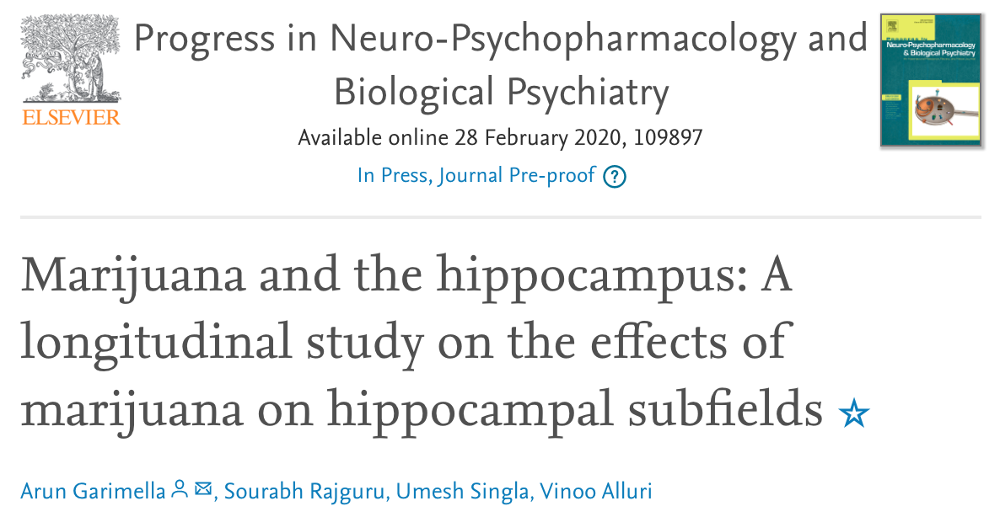 Progress in Neuro-Psychopharmacology and
Biological Psychiatry
ELSEVIER
Available online 28 February 2020, 109897
In Press, Journal Pre-proof ?
Neuro-Psychopharmacology
& Biological Psychiatry
Marijuana and the hippocampus: A
longitudinal study on the effects of
marijuana on hippocampal subfields ☆
Arun Garimella, Sourabh Rajguru, Umesh Singla, Vinoo Alluri